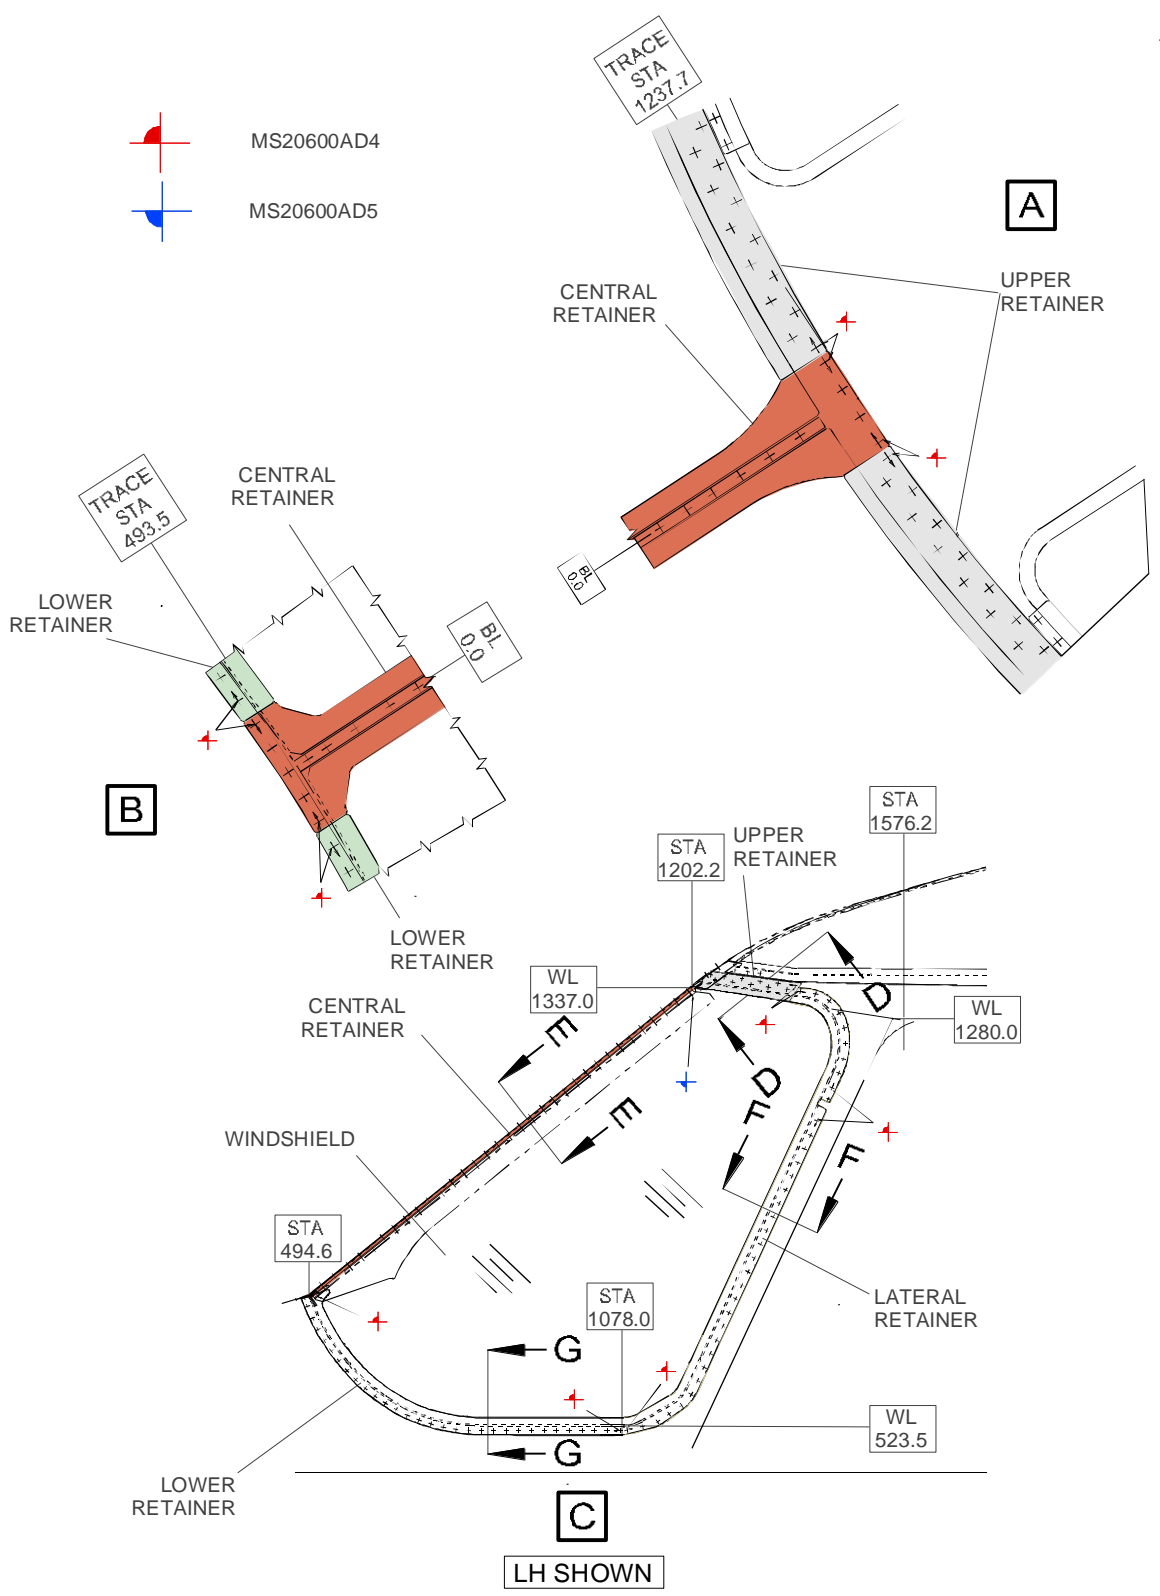 TRACE
STA
1237.7
MS20600AD4
MS20600AD5
A
CENTRAL
RETAINER
UPPER
RETAINER
BL
0.0
TRACE
STA
493.5
CENTRAL
RETAINER
LOWER
RETAINER
BL
0.0
B
LOWER
RETAINER
STA
1576.2
UPPER
RETAINER
STA
1202.2
WL
1337.0
D
WL
1280.0
CENTRAL
RETAINER
E
D
E
F
F
WINDSHIELD
STA
494.6
STA
1078.0
LATERAL
RETAINER
G
WL
523.5
G
LOWER
RETAINER
C
LH SHOWN